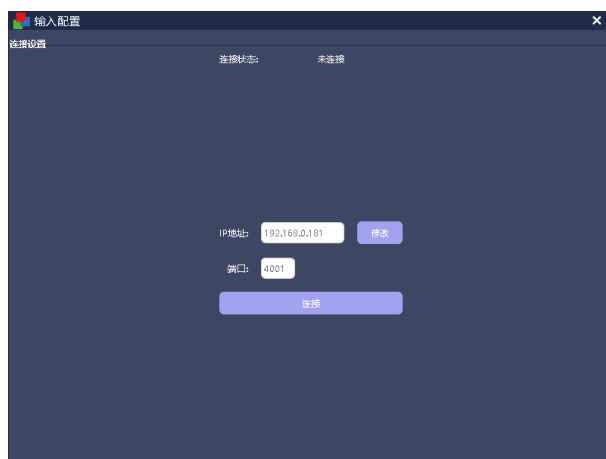 输入配置
连接设置
连接状态: 未连接
IP地址: 192.168.0.181 修改
端口: 4001
连接